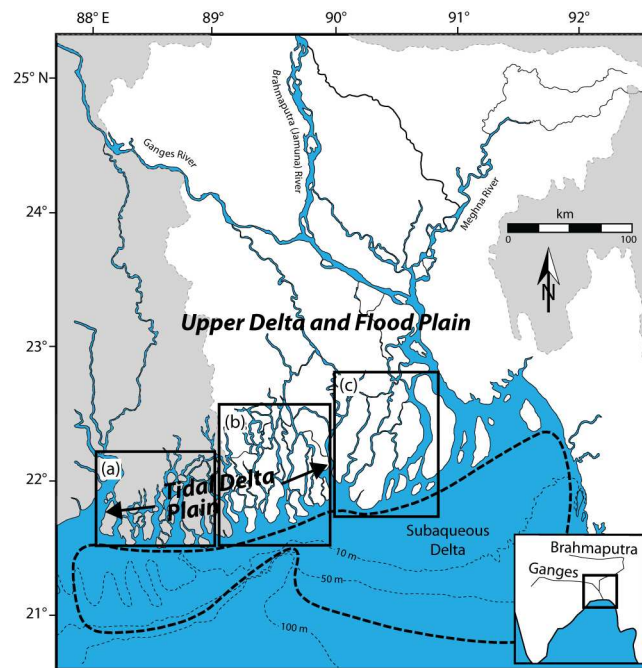 88° E
89°
90°
91°
92°
25° N
24°
23°
22°
21°
Ganges River
Brahmaputra (Jamuna) River
Meghna River
km
0
100
N
Upper Delta and Flood Plain
(a)
(b)
(c)
Tidal Delta
Plain
Subaqueous
Delta
10 m
50 m
100 m
Brahmaputra
Ganges